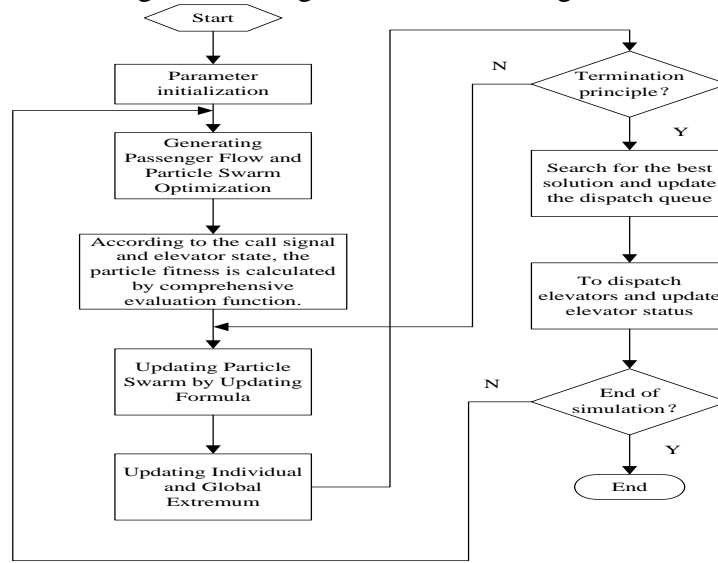 Start
Parameter
initialization
Generating
Passenger Flow and
Particle Swarm
Optimization
According to the call signal
and elevator state, the
particle fitness is calculated
by comprehensive
evaluation function.
Updating Particle
Swarm by Updating
Formula
Updating Individual
and Global
Extremum
N
Termination
principle?
Y
Search for the best
solution and update
the dispatch queue
To dispatch
elevators and update
elevator status
N
End of
simulation?
Y
End